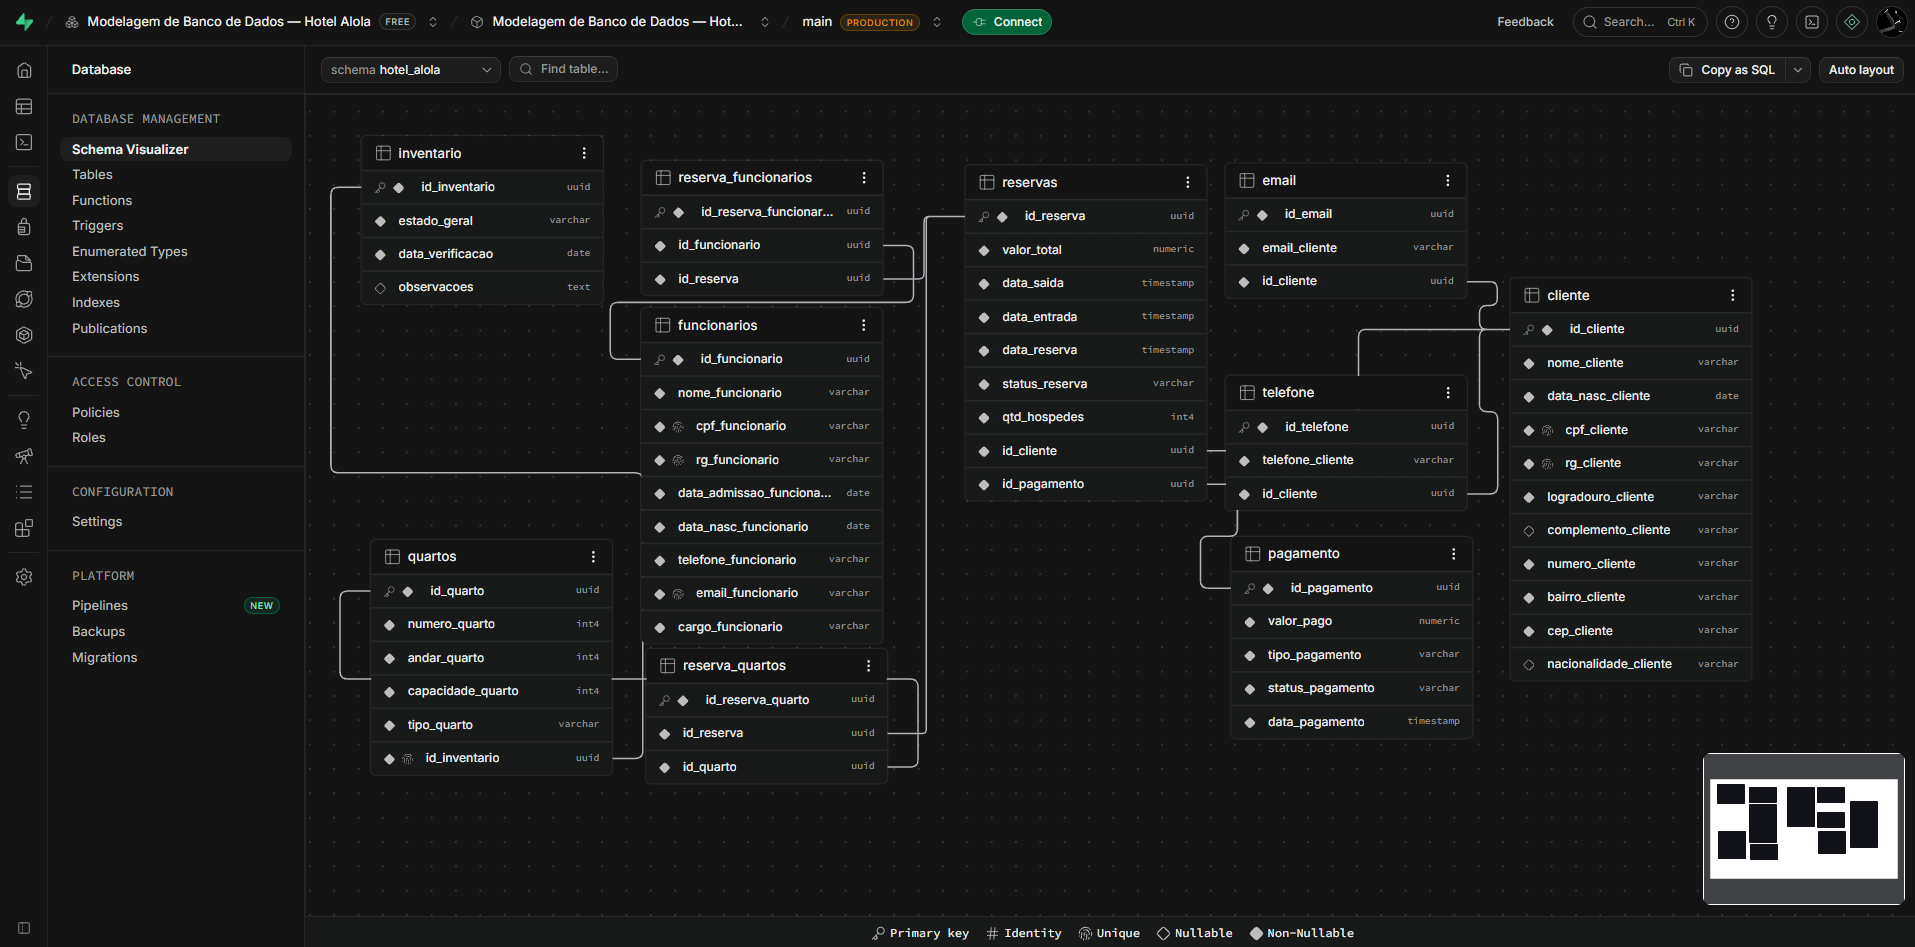 Modelagem de Banco de Dados — Hotel Alola FREE
Modelagem de Banco de Dados — Hot...
main PRODUCTION
Connect
Feedback
Search... Ctrl K
Database
schema hotel_alola
Find table...
Copy as SQL
Auto layout
DATABASE MANAGEMENT
Schema Visualizer
Tables
Functions
Triggers
Enumerated Types
Extensions
Indexes
Publications
ACCESS CONTROL
Policies
Roles
CONFIGURATION
Settings
PLATFORM
Pipelines NEW
Backups
Migrations
inventario
id_inventario uuid
estado_geral varchar
data_verificacao date
observacoes text
reserva_funcionarios
id_reserva_funcionar... uuid
id_funcionario uuid
id_reserva uuid
funcionarios
id_funcionario uuid
nome_funcionario varchar
cpf_funcionario varchar
rg_funcionario varchar
data_admissao_funciona... date
data_nasc_funcionario date
telefone_funcionario varchar
email_funcionario varchar
cargo_funcionario varchar
quartos
id_quarto uuid
numero_quarto int4
andar_quarto int4
capacidade_quarto int4
tipo_quarto varchar
id_inventario uuid
reserva_quartos
id_reserva_quarto uuid
id_reserva uuid
id_quarto uuid
reservas
id_reserva uuid
valor_total numeric
data_saida timestamp
data_entrada timestamp
data_reserva timestamp
status_reserva varchar
qtd_hospedes int4
id_cliente uuid
id_pagamento uuid
email
id_email uuid
email_cliente varchar
id_cliente uuid
telefone
id_telefone uuid
telefone_cliente varchar
id_cliente uuid
pagamento
id_pagamento uuid
valor_pago numeric
tipo_pagamento varchar
status_pagamento varchar
data_pagamento timestamp
cliente
id_cliente uuid
nome_cliente varchar
data_nasc_cliente date
cpf_cliente varchar
rg_cliente varchar
logradouro_cliente varchar
complemento_cliente varchar
numero_cliente varchar
bairro_cliente varchar
cep_cliente varchar
nacionalidade_cliente varchar
Primary key Identity Unique Nullable Non-Nullable